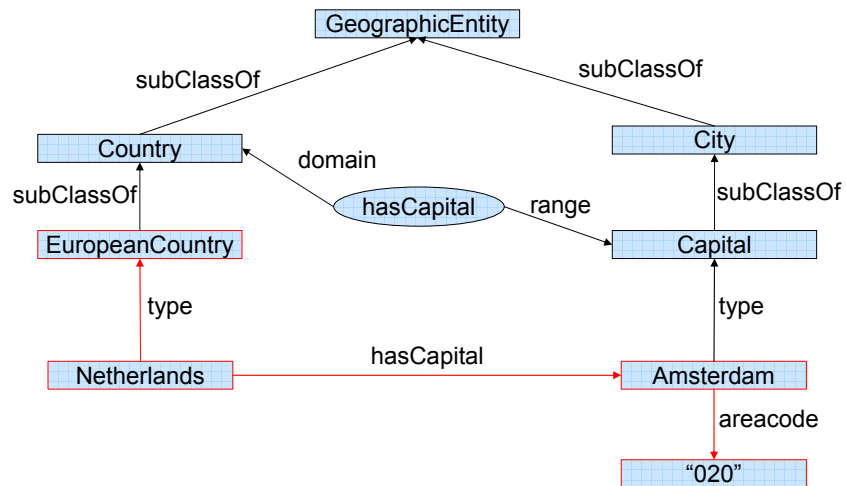 GeographicEntity
subClassOf
subClassOf
Country
City
domain
subClassOf
hasCapital
range
subClassOf
EuropeanCountry
Capital
type
type
hasCapital
Netherlands
Amsterdam
areacode
“020”